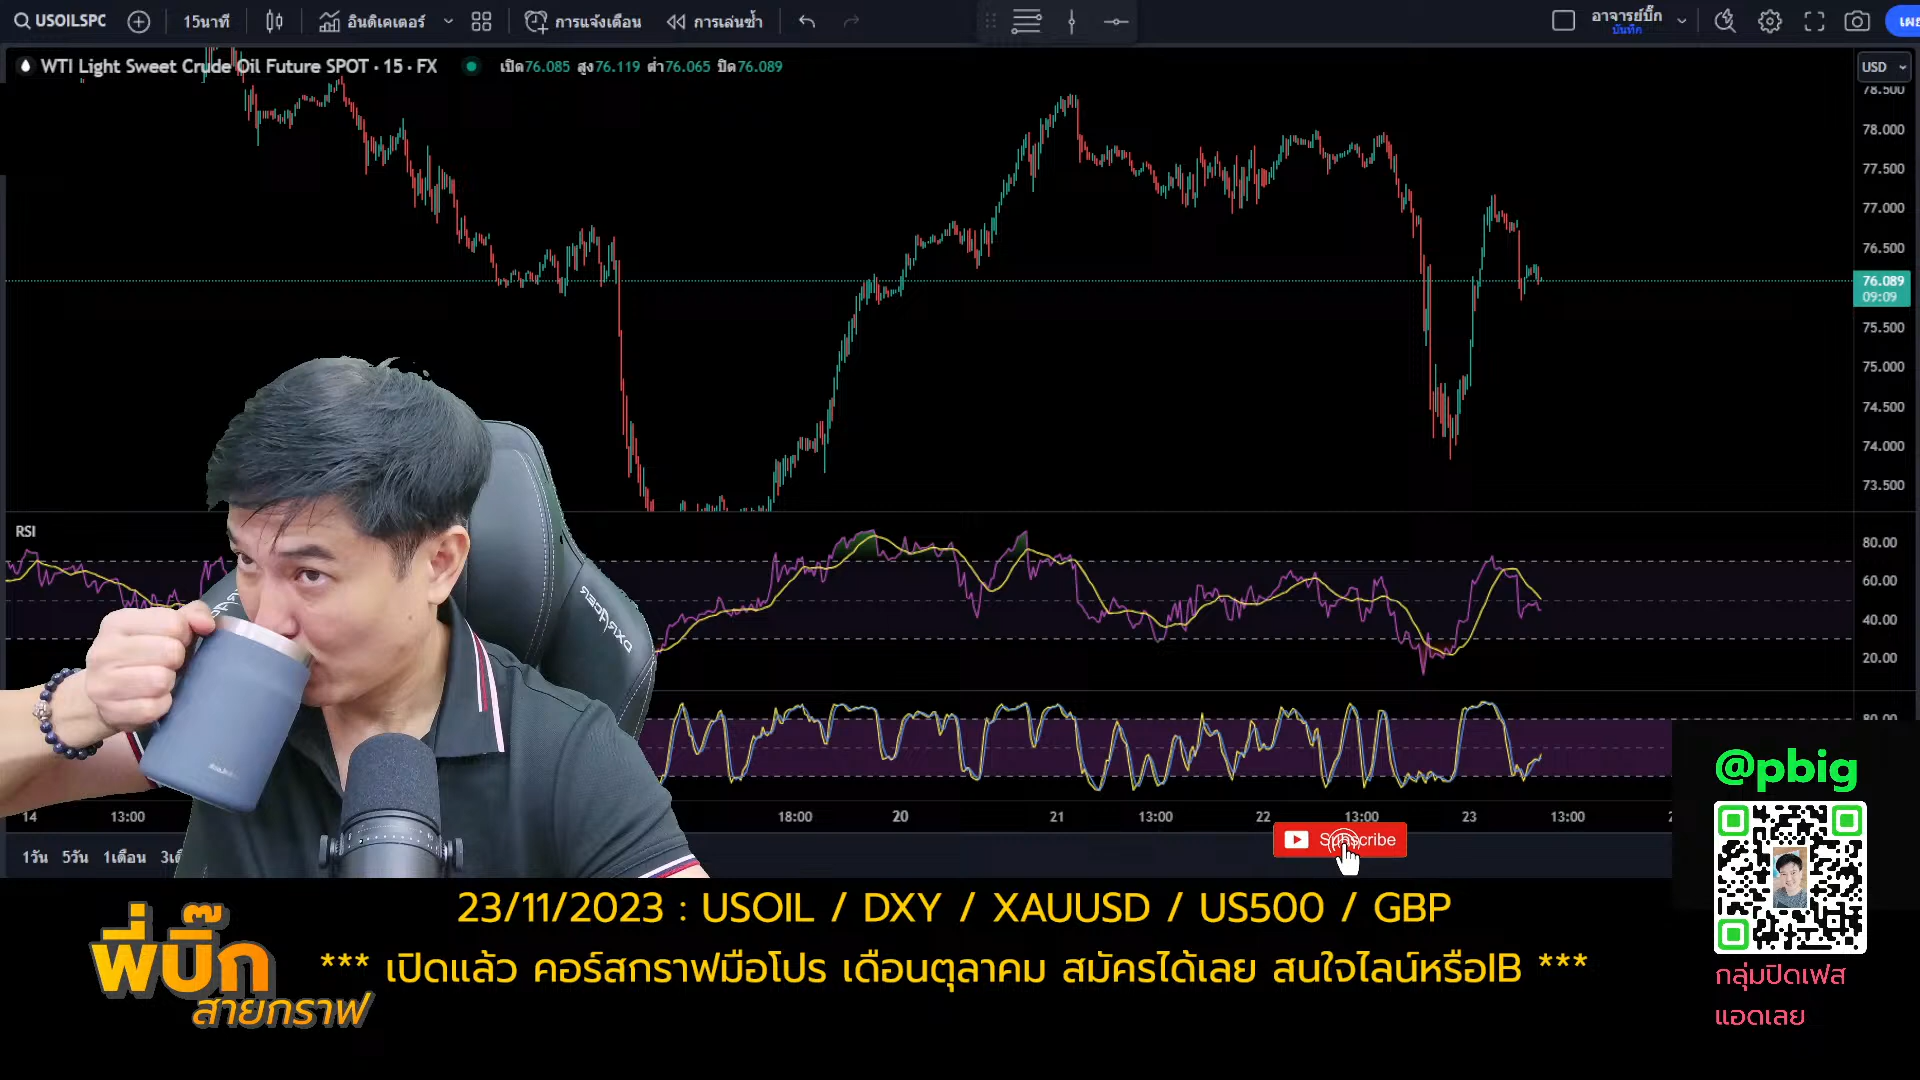 USOILSPC
15นาที
อินดิเคเตอร์
การแจ้งเตือน
การเล่นซ้ำ
อาจารย์บิ๊ก
บันทึก
WTI Light Sweet Crude Oil Future SPOT · 15 · FX
เปิด76.085 สูง76.119 ต่ำ76.065 ปิด76.089
USD
78.500
78.000
77.500
77.000
76.500
76.089
09:09
75.500
75.000
74.500
74.000
73.500
RSI
80.00
60.00
40.00
20.00
80.00
DXRACER
@pbig
14 13:00 18:00 20 21 13:00 22 13:00 23 13:00
1วัน 5วัน 1เดือน
Subscribe
23/11/2023 : USOIL / DXY / XAUUSD / US500 / GBP
*** เปิดแล้ว คอร์สกราฟมือโปร เดือนตุลาคม สมัครได้เลย สนใจไลน์หรือIB ***
พี่บิ๊ก
สายกราฟ
กลุ่มปิดเฟส
แอดเลย